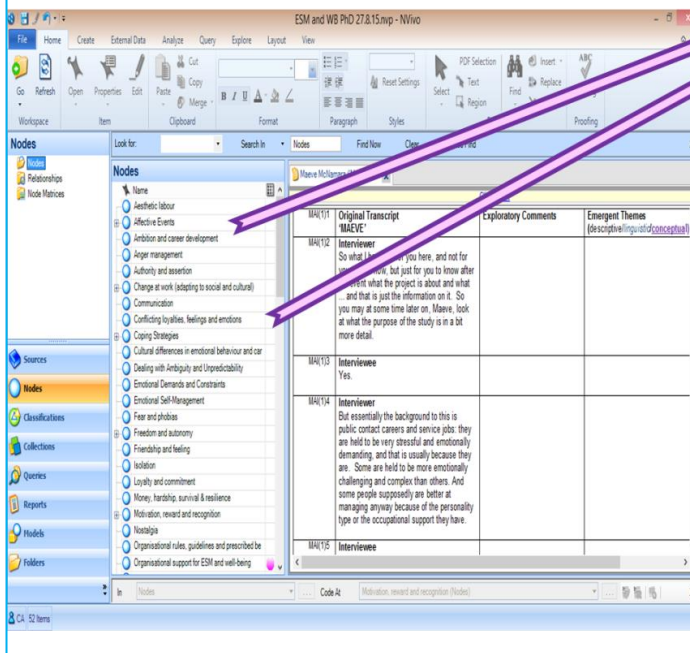 ESM and WB PhD 27.8.15.nvp - NVivo
File Home Create External Data Analyze Query Explore Layout View
Go Refresh Open Properties Edit Paste Cut Copy Merge
B I U A
Reset Settings
Select PDF Selection Text Region
Find Insert Replace
ABC
Workspace Item Clipboard Format Paragraph Styles Proofing
Nodes
Look for: Search In Nodes Find Now Clear
Nodes
Relationships
Node Matrices
Sources
Nodes
Classifications
Collections
Queries
Reports
Models
Folders
Nodes
Name
Aesthetic labour
Affective Events
Ambition and career development
Anger management
Authority and assertion
Change at work (adapting to social and cultural)
Communication
Conflicting loyalties, feelings and emotions
Coping Strategies
Cultural differences in emotional behaviour and car
Dealing with Ambiguity and Unpredictability
Emotional Demands and Constraints
Emotional Self-Management
Fear and phobias
Freedom and autonomy
Friendship and feeling
Isolation
Loyalty and commitment
Money, hardship, survival & resilience
Motivation, reward and recognition
Nostalgia
Organisational rules, guidelines and prescribed be
Organisational support for ESM and well-being
Maeve McNamara
MAI(1)1 Original Transcript Exploratory Comments Emergent Themes
'MAEVE' (descriptive/linguistic/conceptual)
MAI(1)2 Interviewer
So what I you here, and not for
now, but just for you to know after
what the project is about and what
... and that is just the information on it. So
you may at some time later on, Maeve, look
at what the purpose of the study is in a bit
more detail.
MAI(1)3 Interviewee
Yes.
MAI(1)4 Interviewer
But essentially the background to this is
public contact careers and service jobs: they
are held to be very stressful and emotionally
demanding, and that is usually because they
are. Some are held to be more emotionally
challenging and complex than others. And
some people supposedly are better at
managing anyway because of the personality
type or the occupational support they have.
MAI(1)5 Interviewee
In Nodes Code At Motivation, reward and recognition (Nodes)
CA 52 Items